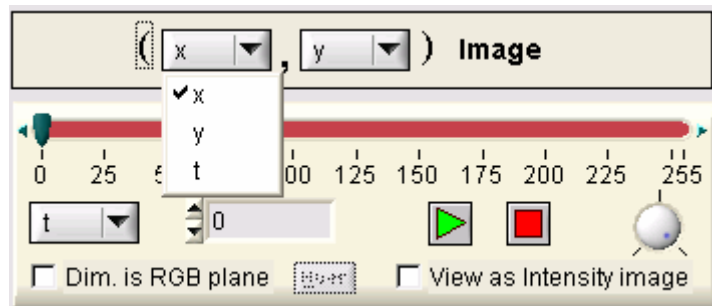 ( x , y ) Image
x
y
t
0 25 5 00 125 150 175 200 225 255
t 0
Dim. is RGB plane View as Intensity image